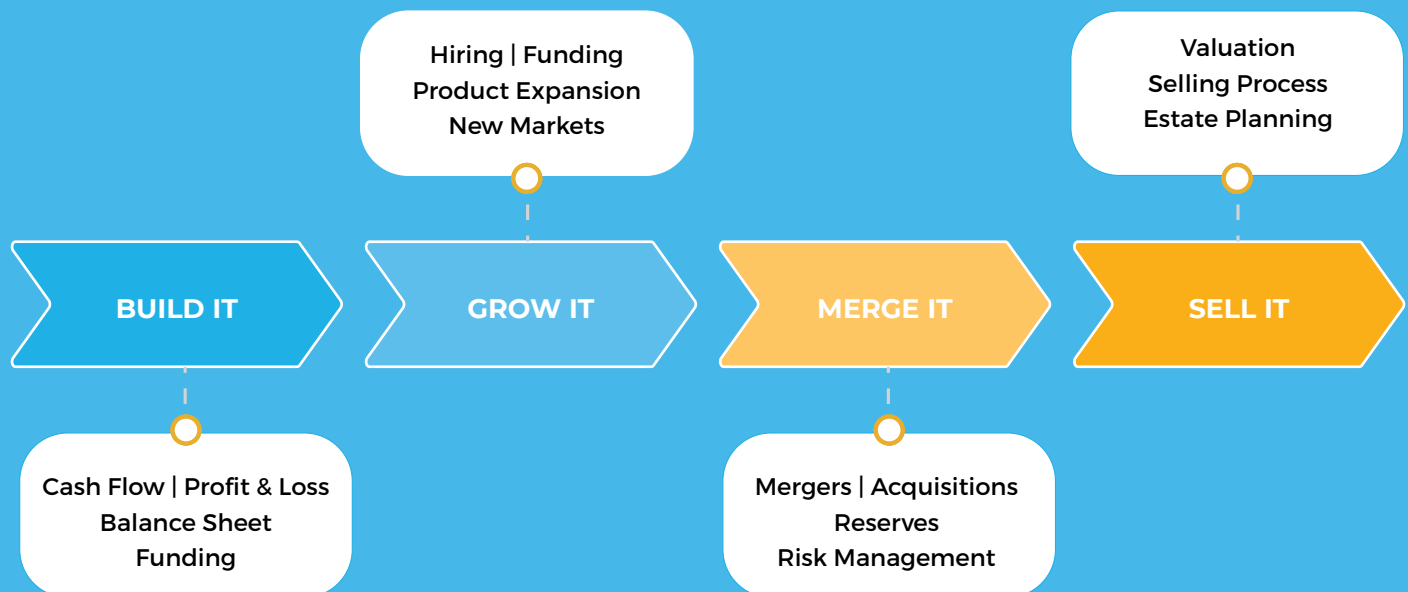 Hiring | Funding
Product Expansion
New Markets
Valuation
Selling Process
Estate Planning
BUILD IT
GROW IT
MERGE IT
SELL IT
Cash Flow | Profit & Loss
Balance Sheet
Funding
Mergers | Acquisitions
Reserves
Risk Management